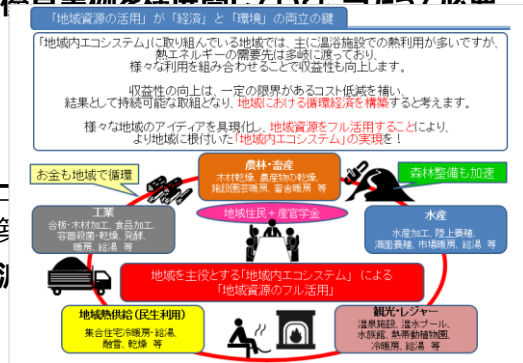 「地域資源の活用」が「経済」と「環境」の両立の鍵
「地域内エコシステム」に取り組んでいる地域では、主に温浴施設での熱利用が多いですが、
熱エネルギーの需要先は多岐に渡っており、
様々な利用を組み合わせることで収益性も向上します。
収益性の向上は、一定の限界があるコスト低減を補い、
結果として持続可能な取組となり、地域における循環経済を構築すると考えます。
様々な地域のアイディアを具現化し、地域資源をフル活用することにより、
より地域に根付いた「地域内エコシステム」の実現を！
お金も地域で循環
農林・畜産
木材乾燥、農産物の乾燥、
施設園芸暖房、畜舎暖房 等
森林整備も加速
工業
合板・木材加工、食品加工、
容器殺菌・乾燥、発酵、
暖房、給湯 等
地域住民＋産官学金
水産
水産加工、陸上養殖、
海面養殖、市場暖房、給湯 等
地域を主役とする「地域内エコシステム」による
「地域資源のフル活用」
地域熱供給（民生利用）
集合住宅冷暖房・給湯、
融雪、乾燥 等
観光・レジャー
温泉施設、温水プール、
水族館、熱帯動植物園、
冷暖房、給湯 等